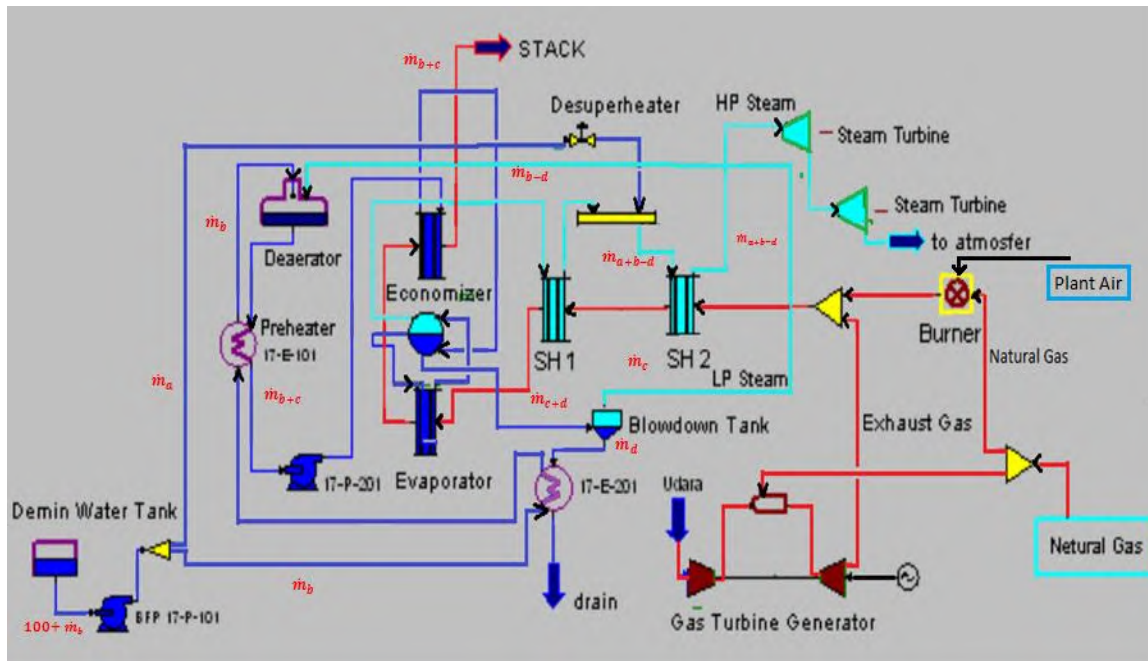 STACK
ṁb+c
Desuperheater
HP Steam
Steam Turbine
ṁb−d
Steam Turbine
ṁb
ṁa+b−d
ṁa+b−d
to atmosfer
Plant Air
Deaerator
Economizer
Burner
Preheater
17-E-101
SH 1
SH 2
Natural Gas
ṁc
LP Steam
ṁa
ṁb+c
ṁc+d
Blowdown Tank
Exhaust Gas
ṁd
17-P-201
Evaporator
17-E-201
Udara
Demin Water Tank
Netural Gas
ṁb
drain
BFP 17-P-101
100÷ ṁb
Gas Turbine Generator